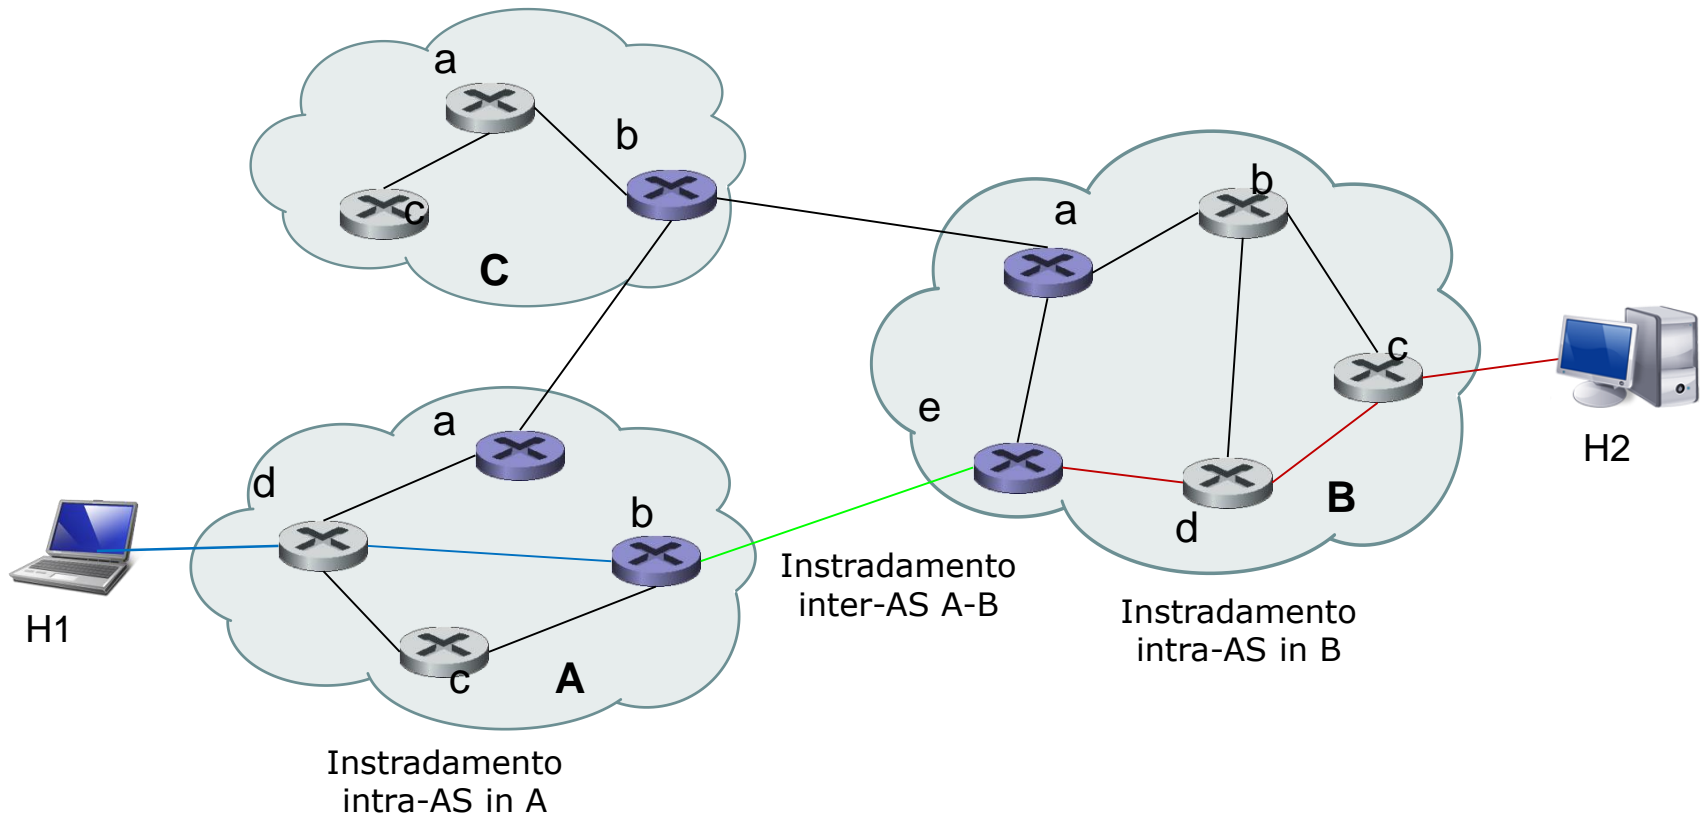 a
b
c
C
a
b
c
e
d
B
H2
a
d
b
c
A
H1
Instradamento
inter-AS A-B
Instradamento
intra-AS in B
Instradamento
intra-AS in A